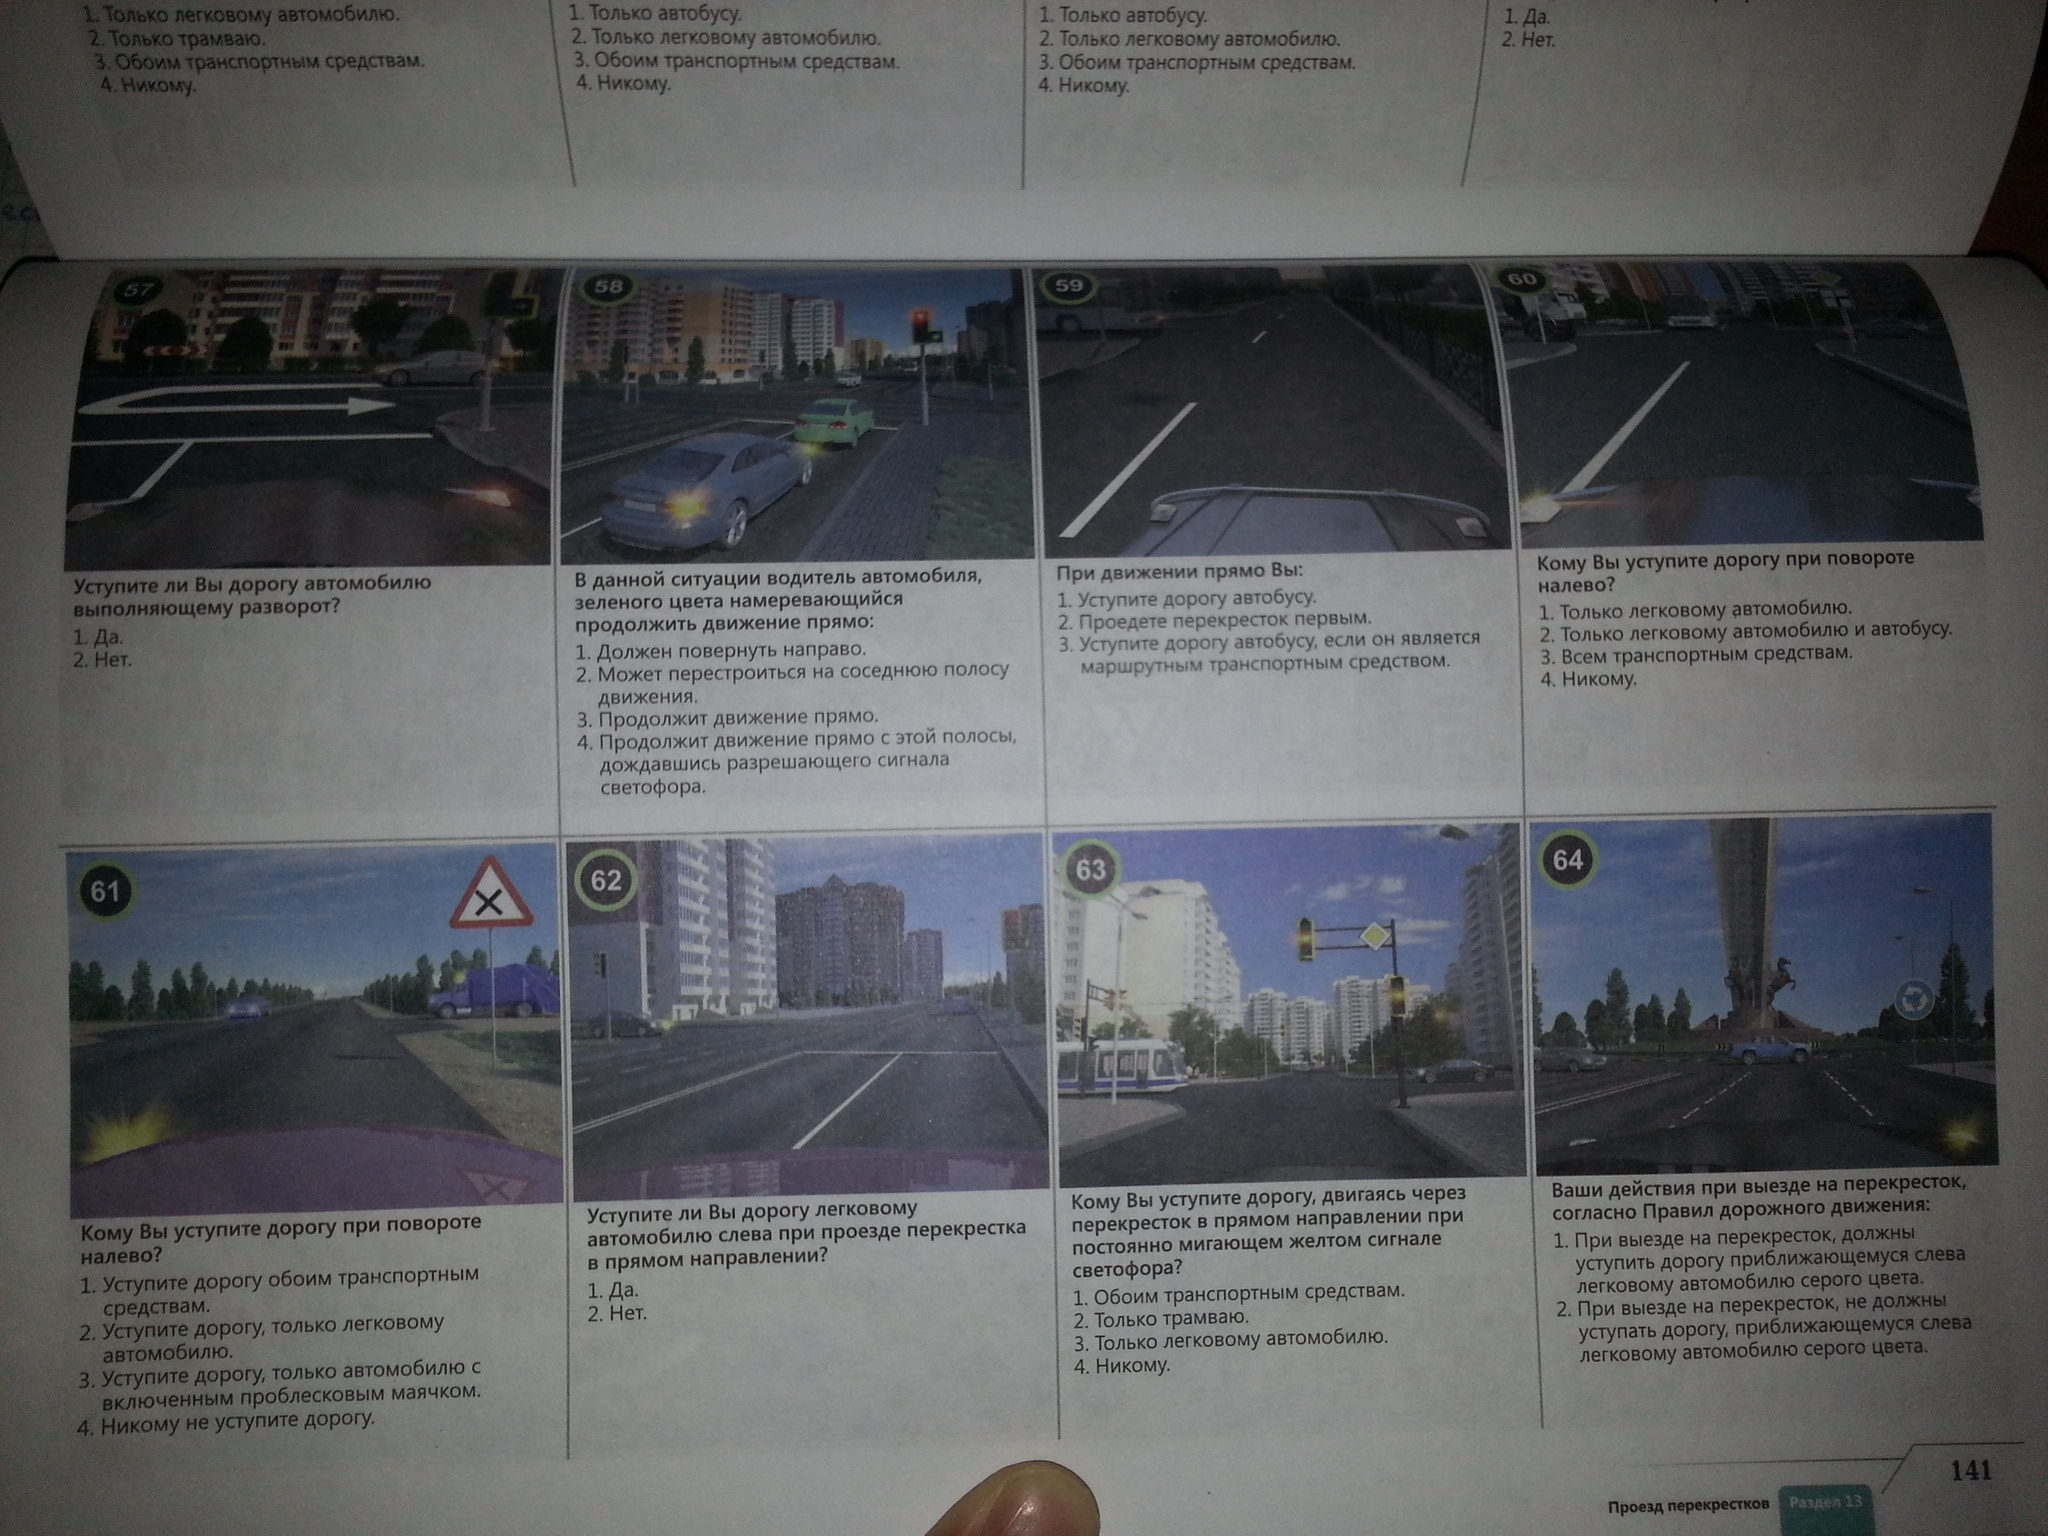 1. Только легковому автомобилю.
2. Только трамваю.
3. Обоим транспортным средствам.
4. Никому.
1. Только автобусу.
2. Только легковому автомобилю.
3. Обоим транспортным средствам.
4. Никому.
1. Только автобусу.
2. Только легковому автомобилю.
3. Обоим транспортным средствам.
4. Никому.
1. Да.
2. Нет.
57
Уступите ли Вы дорогу автомобилю
выполняющему разворот?
1. Да.
2. Нет.
58
В данной ситуации водитель автомобиля,
зеленого цвета намеревающийся
продолжить движение прямо:
1. Должен повернуть направо.
2. Может перестроиться на соседнюю полосу
движения.
3. Продолжит движение прямо.
4. Продолжит движение прямо с этой полосы,
дождавшись разрешающего сигнала
светофора.
59
При движении прямо Вы:
1. Уступите дорогу автобусу.
2. Проедете перекресток первым.
3. Уступите дорогу автобусу, если он является
маршрутным транспортным средством.
60
Кому Вы уступите дорогу при повороте
налево?
1. Только легковому автомобилю.
2. Только легковому автомобилю и автобусу.
3. Всем транспортным средствам.
4. Никому.
61
Кому Вы уступите дорогу при повороте
налево?
1. Уступите дорогу обоим транспортным
средствам.
2. Уступите дорогу, только легковому
автомобилю.
3. Уступите дорогу, только автомобилю с
включенным проблесковым маячком.
4. Никому не уступите дорогу.
62
Уступите ли Вы дорогу легковому
автомобилю слева при проезде перекрестка
в прямом направлении?
1. Да.
2. Нет.
63
Кому Вы уступите дорогу, двигаясь через
перекресток в прямом направлении при
постоянно мигающем желтом сигнале
светофора?
1. Обоим транспортным средствам.
2. Только трамваю.
3. Только легковому автомобилю.
4. Никому.
64
Ваши действия при выезде на перекресток,
согласно Правил дорожного движения:
1. При выезде на перекресток, должны
уступить дорогу приближающемуся слева
легковому автомобилю серого цвета.
2. При выезде на перекресток, не должны
уступать дорогу, приближающемуся слева
легковому автомобилю серого цвета.
141
Проезд перекрестков Раздел 13